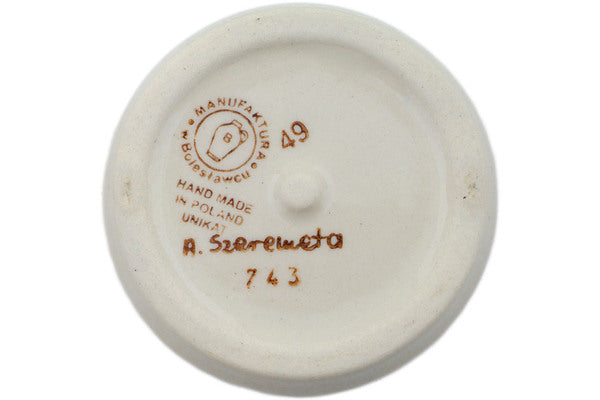 MANUFAKTURA
w Bolesławcu
B
49
HAND MADE
IN POLAND
UNIKAT
A. Szeremeta
743